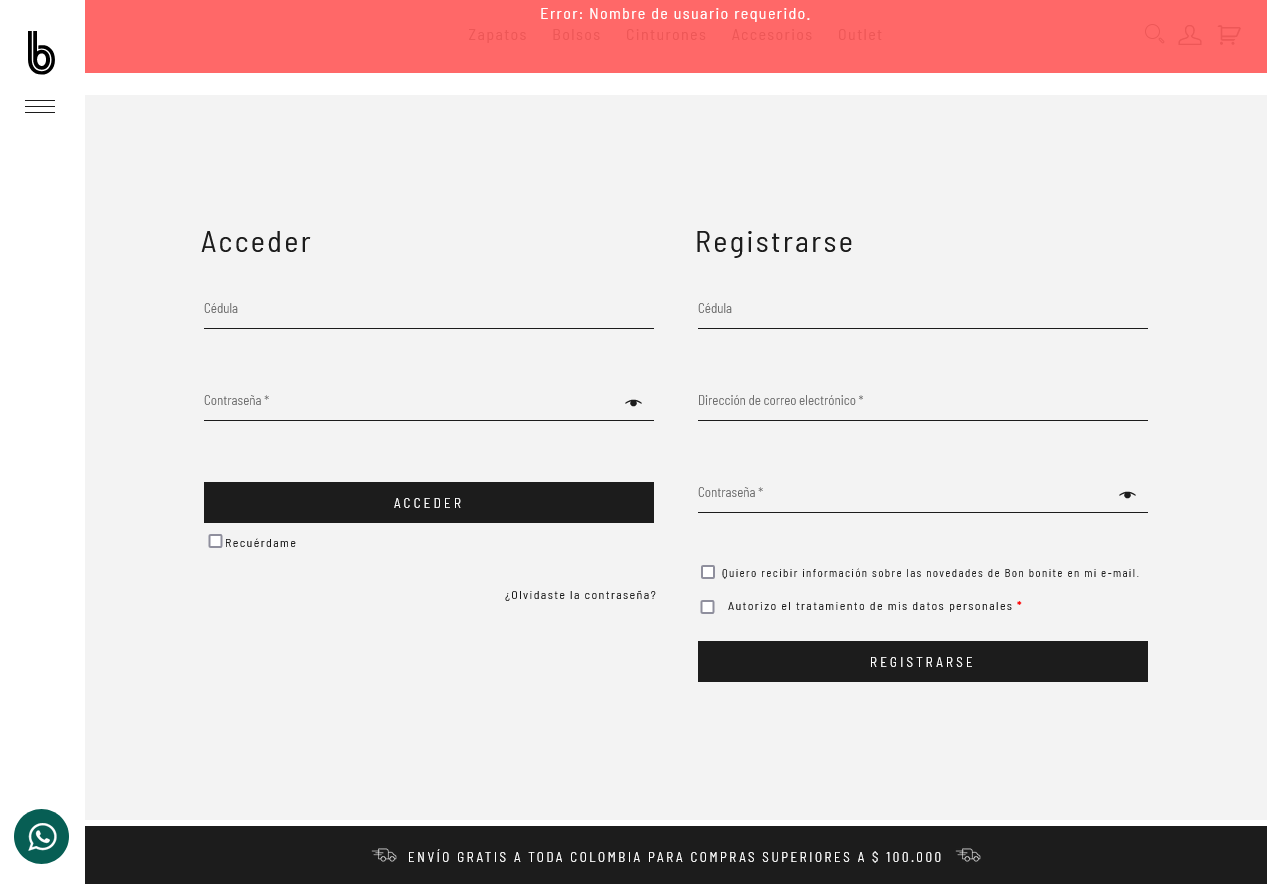 Error: Nombre de usuario requerido.
Zapatos Bolsos Cinturones Accesorios Outlet
b
Acceder
Registrarse
Cédula
Cédula
Contraseña *
Dirección de correo electrónico *
ACCEDER
Contraseña *
Recuérdame
Quiero recibir información sobre las novedades de Bon bonite en mi e-mail.
¿Olvidaste la contraseña?
Autorizo el tratamiento de mis datos personales *
REGISTRARSE
ENVÍO GRATIS A TODA COLOMBIA PARA COMPRAS SUPERIORES A $ 100.000